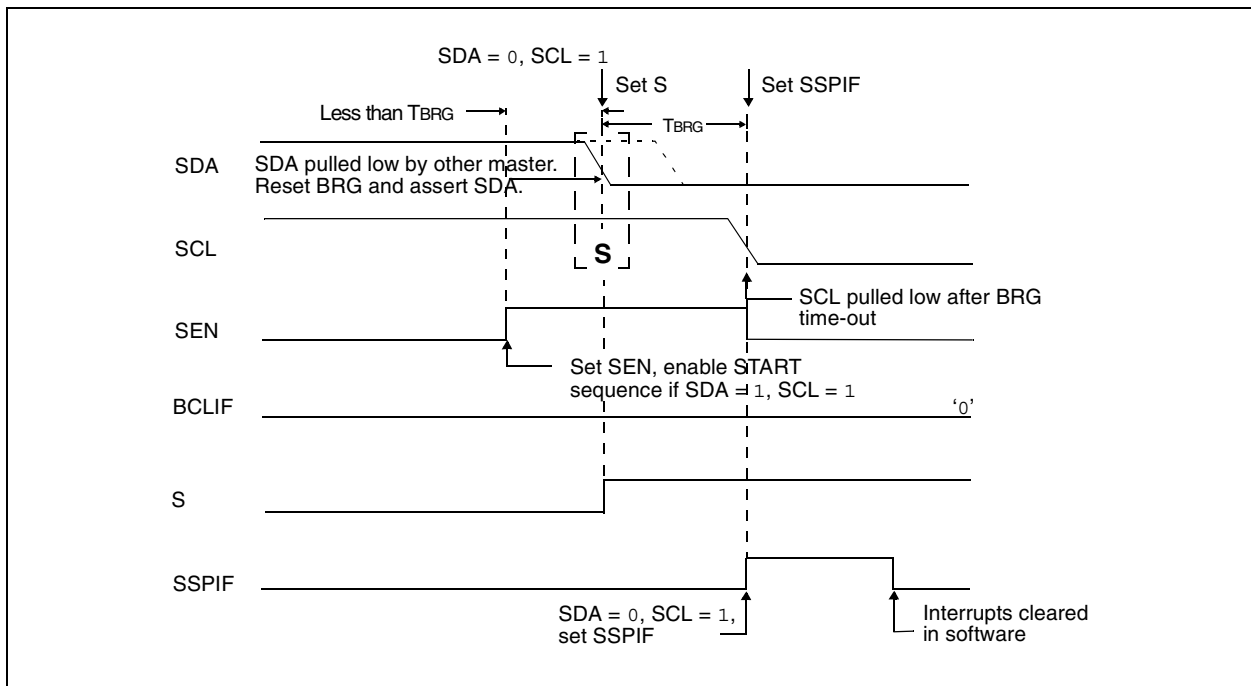 SDA = 0, SCL = 1
Set S
Set SSPIF
Less than TBRG
TBRG
SDA
SDA pulled low by other master.
Reset BRG and assert SDA.
SCL
S
SCL pulled low after BRG
time-out
SEN
Set SEN, enable START
sequence if SDA = 1, SCL = 1
BCLIF
‘0’
S
SSPIF
SDA = 0, SCL = 1,
set SSPIF
Interrupts cleared
in software